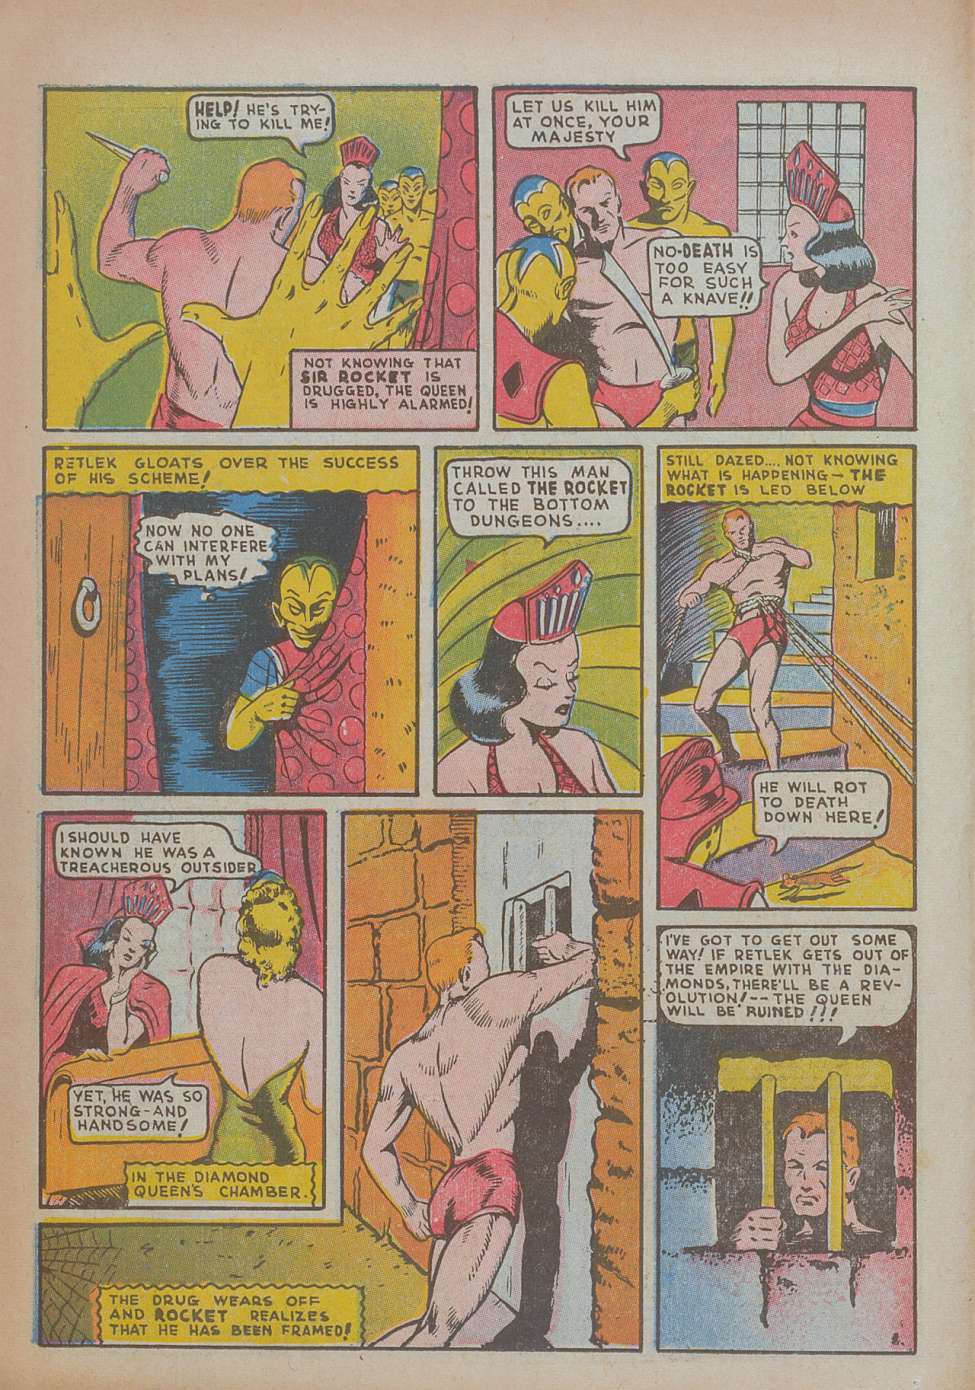 HELP! HE'S TRY-
ING TO KILL ME!
NOT KNOWING THAT
SIR ROCKET IS
DRUGGED, THE QUEEN
IS HIGHLY ALARMED!
LET US KILL HIM
AT ONCE, YOUR
MAJESTY
NO-DEATH IS
TOO EASY
FOR SUCH
A KNAVE!!
RETLEK GLOATS OVER THE SUCCESS
OF HIS SCHEME!
NOW NO ONE
CAN INTERFERE
WITH MY
PLANS!
THROW THIS MAN
CALLED THE ROCKET
TO THE BOTTOM
DUNGEONS....
STILL DAZED.... NOT KNOWING
WHAT IS HAPPENING- THE
ROCKET IS LED BELOW
HE WILL ROT
TO DEATH
DOWN HERE!
I SHOULD HAVE
KNOWN HE WAS A
TREACHEROUS OUTSIDER
YET, HE WAS SO
STRONG-AND
HANDSOME!
IN THE DIAMOND
QUEEN'S CHAMBER.
THE DRUG WEARS OFF
AND ROCKET REALIZES
THAT HE HAS BEEN FRAMED!
I'VE GOT TO GET OUT SOME
WAY! IF RETLEK GETS OUT OF
THE EMPIRE WITH THE DIA-
MONDS, THERE'LL BE A REV-
OLUTION!-- THE QUEEN
WILL BE RUINED!!!